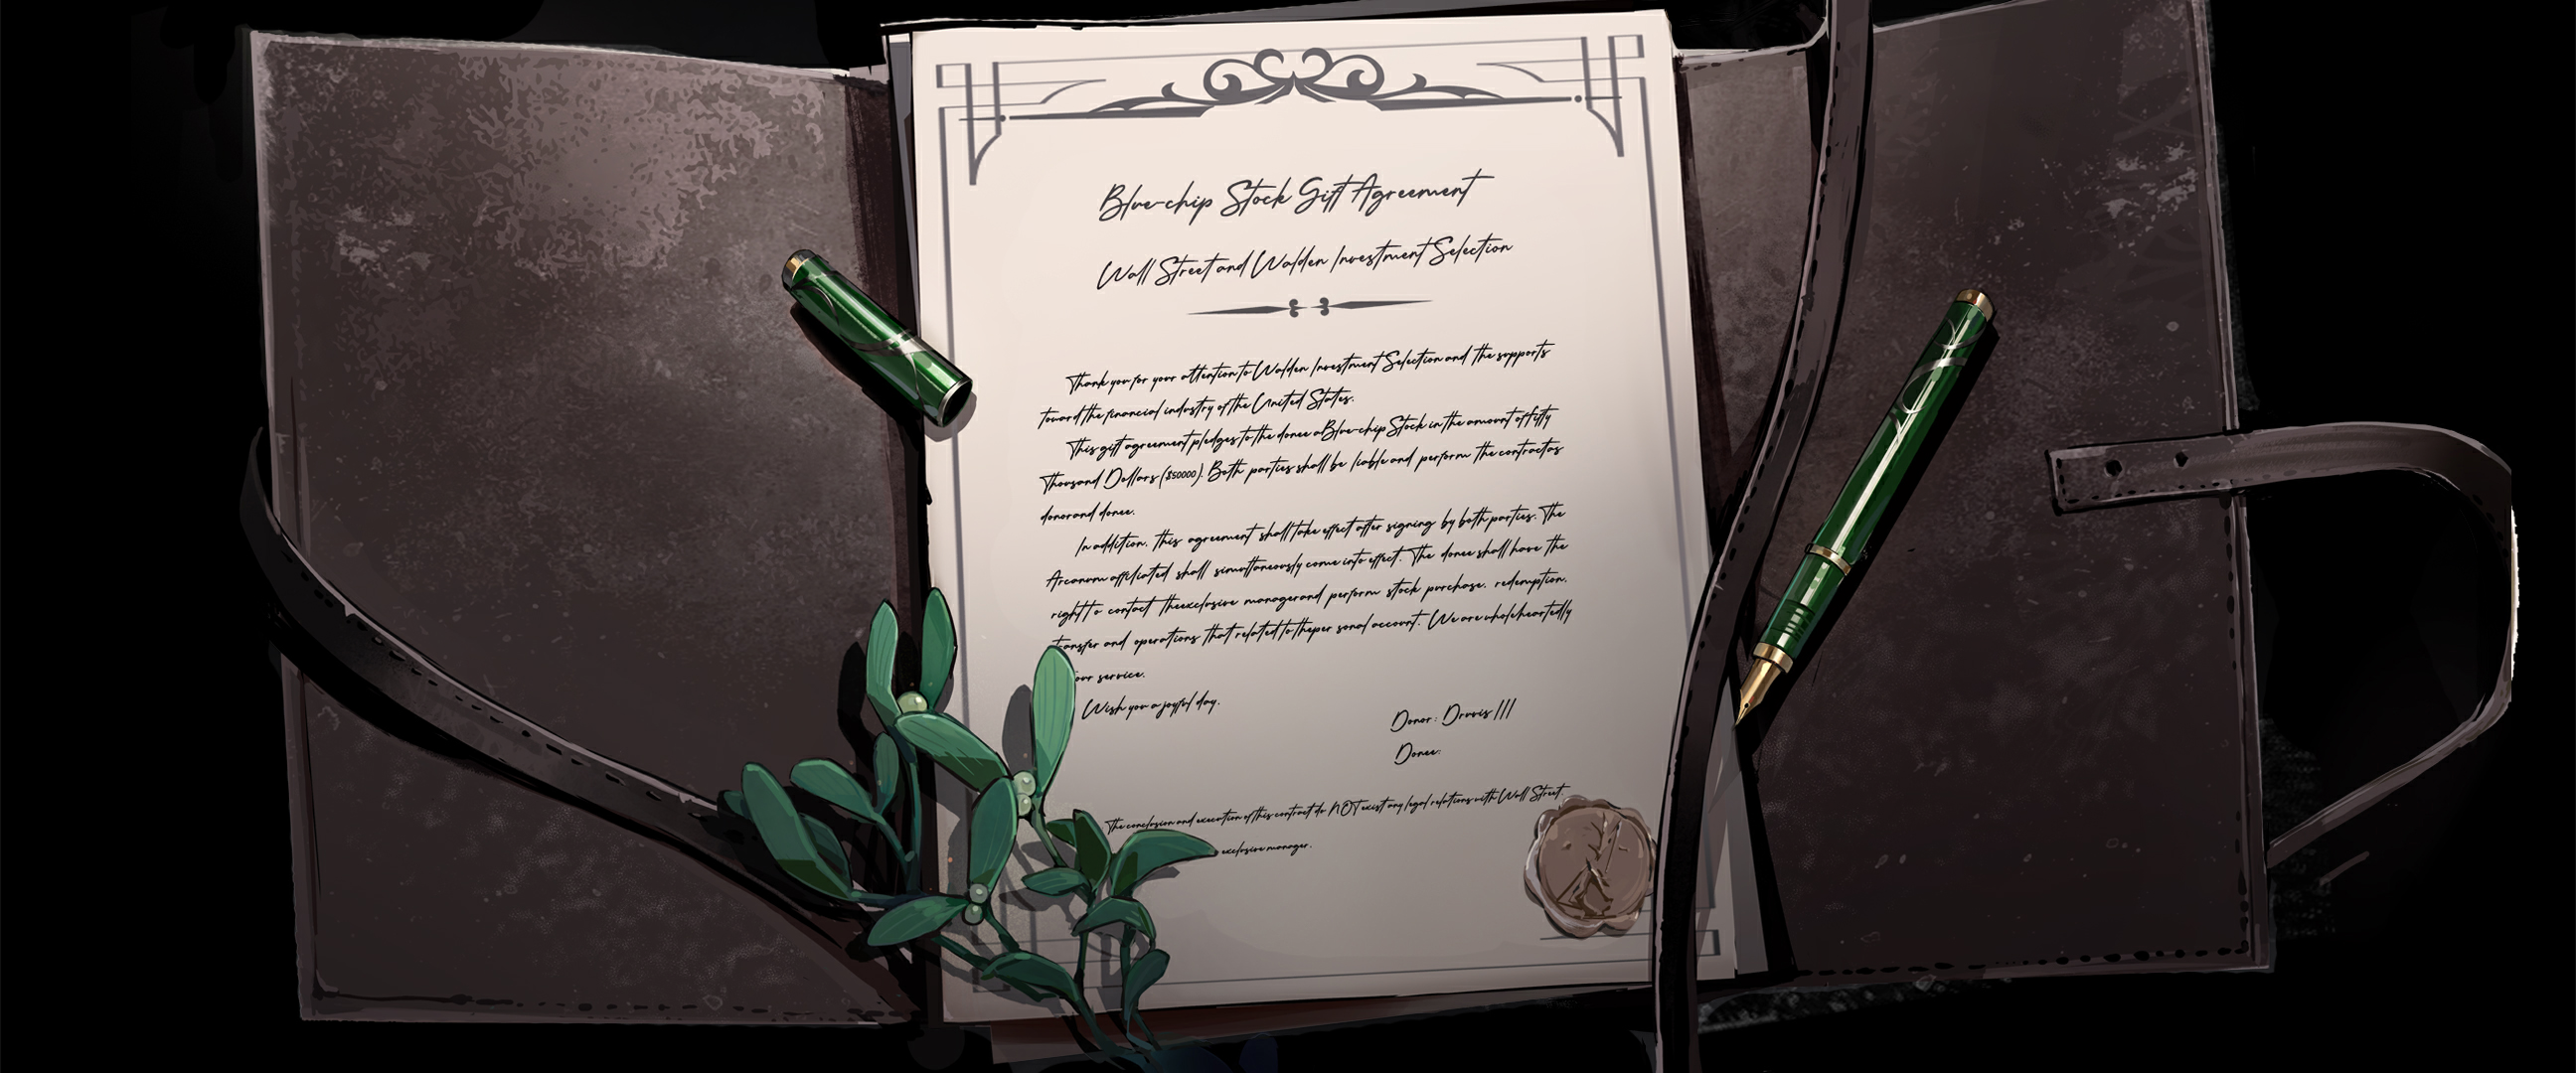 Blue-chip Stock Gift Agreement
Wall Street and Walden Investment Selection
Thank you for your attention to Walden Investment Selection and the supports
toward the financial industry of the United States.
This gift agreement pledges to the donee a Blue-chip Stock in the amount of fifty
Thousand Dollars ($50000). Both parties shall be liable and perform the contract as
donor and donee.
In addition, this agreement shall take effect after signing by both parties. The
Arcanum affiliated shall simultaneously come into effect. The donee shall have the
right to contact the exclusive manager and perform stock purchase, redemption,
transfer and operations that related to the per sonal account. We are wholeheartedly
our service.
Wish you a joyful day.
Donor: Druvis III
Donee:
The conclusion and execution of this contract do NOT exist any legal relations with Wall Street.
exclusive manager.